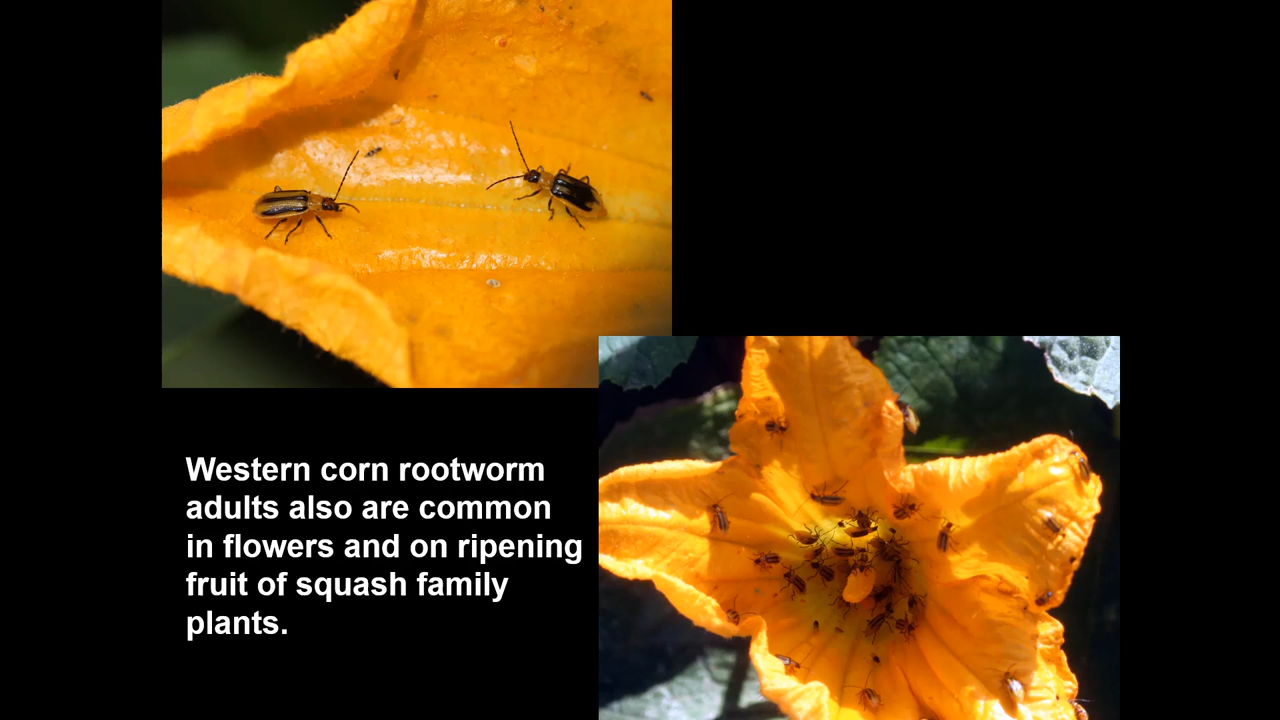 Western corn rootworm
adults also are common
in flowers and on ripening
fruit of squash family
plants.